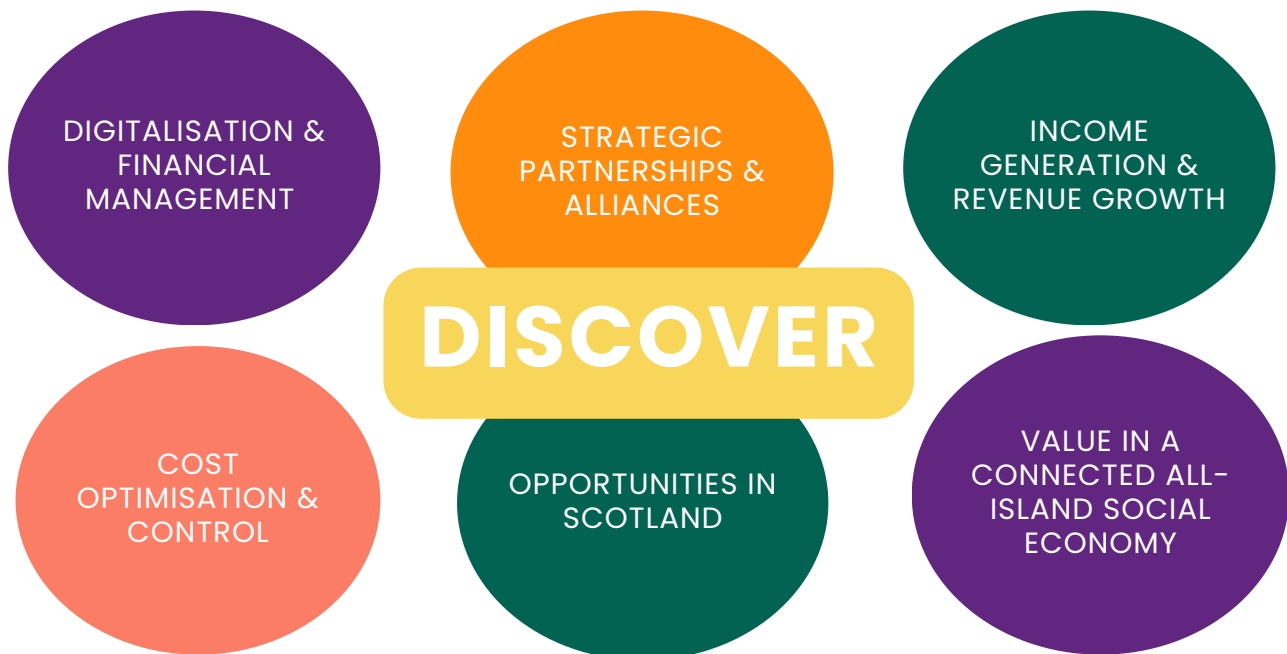 DIGITALISATION &
FINANCIAL
MANAGEMENT
STRATEGIC
PARTNERSHIPS &
ALLIANCES
INCOME
GENERATION &
REVENUE GROWTH
DISCOVER
COST
OPTIMISATION &
CONTROL
OPPORTUNITIES IN
SCOTLAND
VALUE IN A
CONNECTED ALL-
ISLAND SOCIAL
ECONOMY